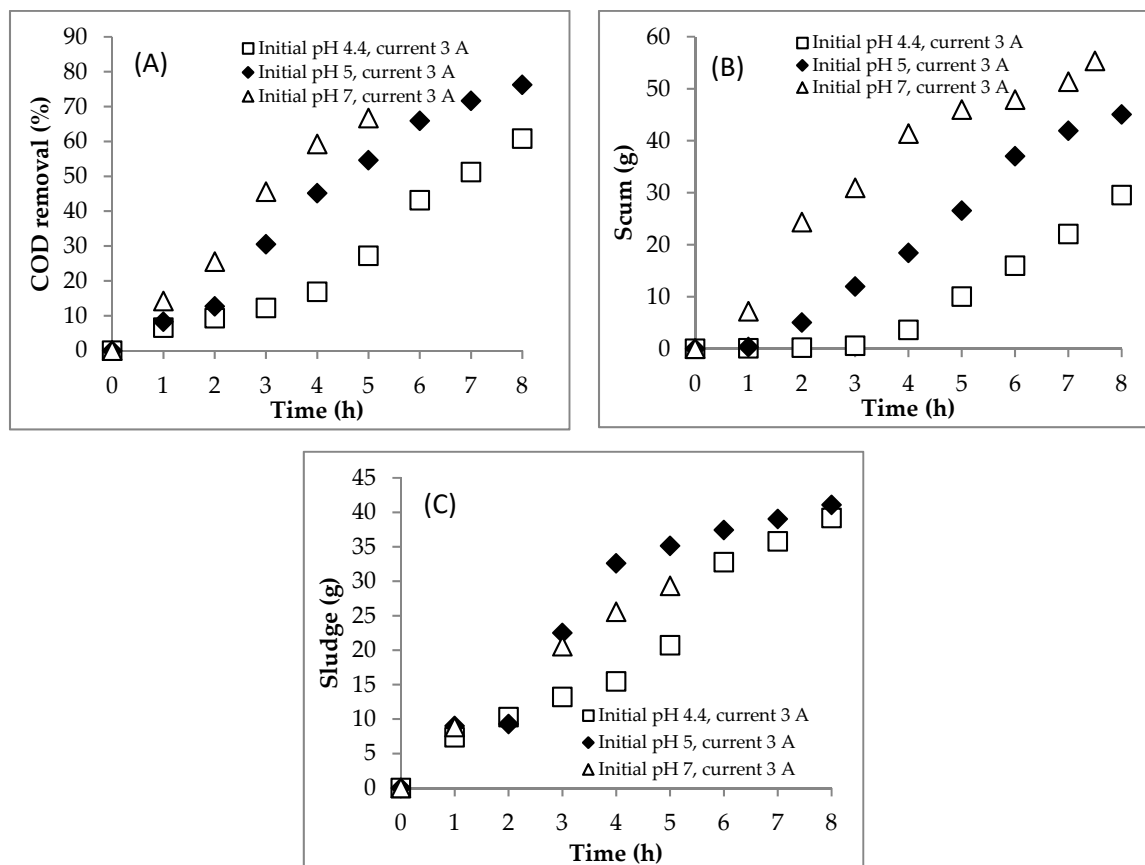 (A)
Initial pH 4.4, current 3 A
Initial pH 5, current 3 A
Initial pH 7, current 3 A
COD removal (%)
90
80
70
60
50
40
30
20
10
0
0 1 2 3 4 5 6 7 8
Time (h)
(B)
Initial pH 4.4, current 3 A
Initial pH 5, current 3 A
Initial pH 7, current 3 A
Scum (g)
60
50
40
30
20
10
0
0 1 2 3 4 5 6 7 8
Time (h)
(C)
Sludge (g)
45
40
35
30
25
20
15
10
5
0
Initial pH 4.4, current 3 A
Initial pH 5, current 3 A
Initial pH 7, current 3 A
0 1 2 3 4 5 6 7 8
Time (h)